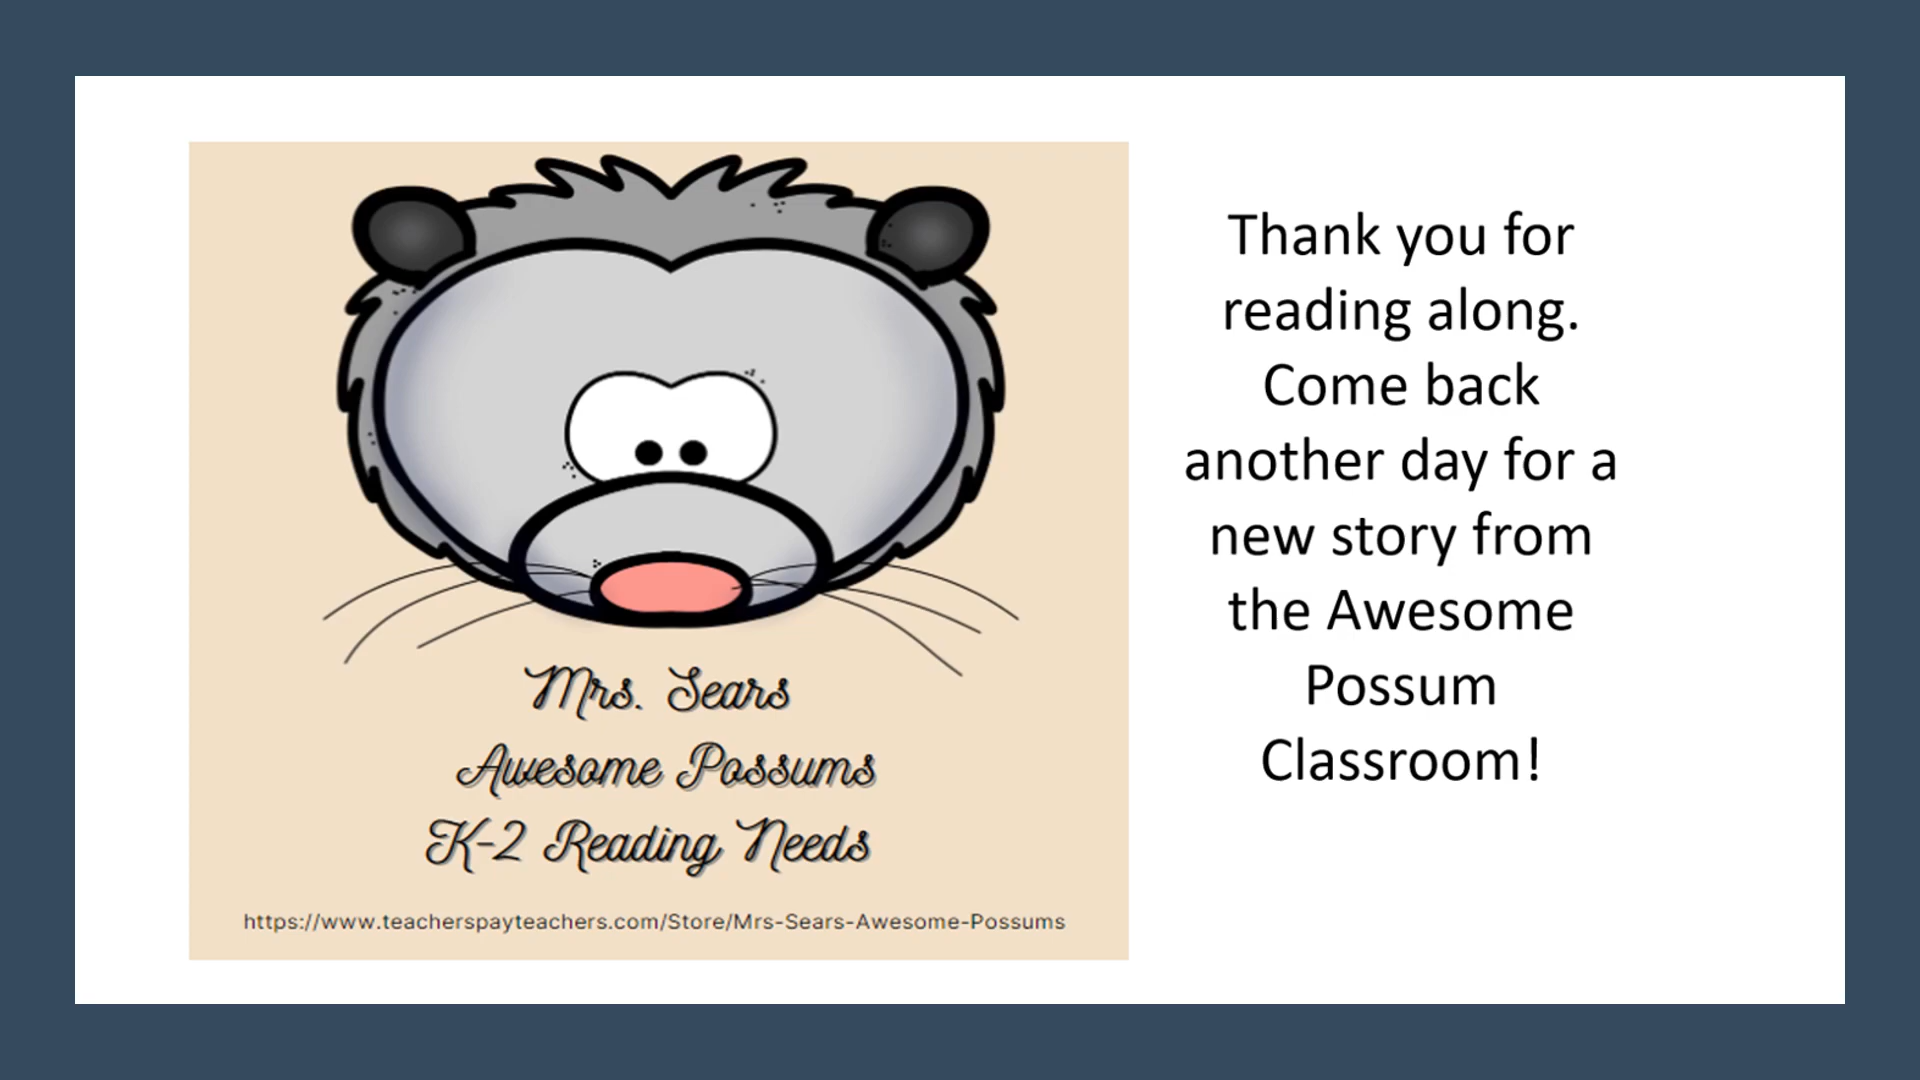 Mrs. Sears
Awesome Possums
K-2 Reading Needs
https://www.teacherspayteachers.com/Store/Mrs-Sears-Awesome-Possums
Thank you for
reading along.
Come back
another day for a
new story from
the Awesome
Possum
Classroom!